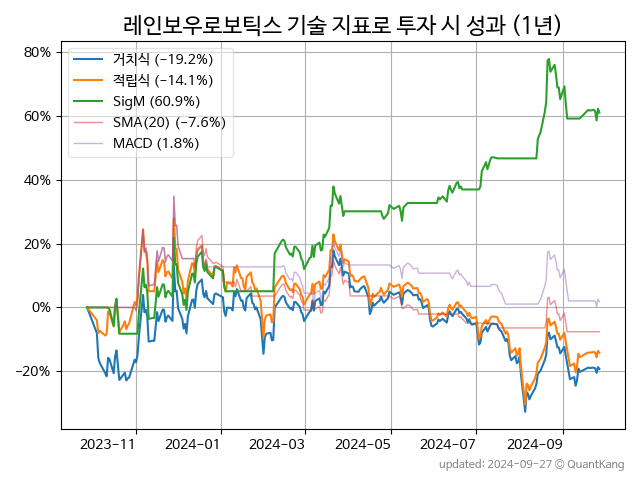 레인보우로보틱스 기술 지표로 투자 시 성과 (1년)
거치식 (-19.2%)
적립식 (-14.1%)
SigM (60.9%)
SMA(20) (-7.6%)
MACD (1.8%)
80%
60%
40%
20%
0%
-20%
2023-11
2024-01
2024-03
2024-05
2024-07
2024-09
updated: 2024-09-27 © QuantKang